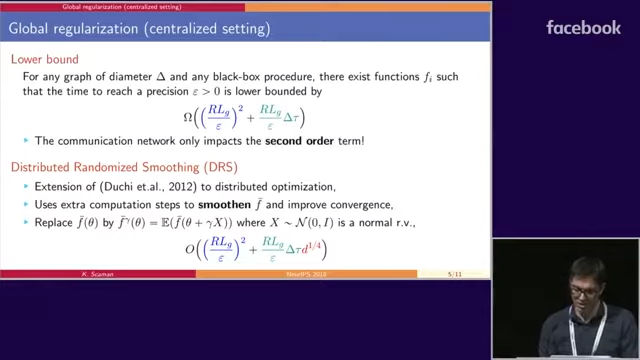 Global regularization (centralized setting)
Global regularization (centralized setting)
facebook
Lower bound
For any graph of diameter Δ and any black-box procedure, there exist functions f_i such
that the time to reach a precision ε > 0 is lower bounded by
Ω((RL_g/ε)^2 + RL_g/ε Δτ)
The communication network only impacts the second order term!
Distributed Randomized Smoothing (DRS)
Extension of (Duchi et.al., 2012) to distributed optimization,
Uses extra computation steps to smoothen f̄ and improve convergence,
Replace f̄(θ) by f̄^γ(θ) = 𝔼(f̄(θ + γX)) where X ∼ N(0, I) is a normal r.v.,
O((RL_g/ε)^2 + RL_g/ε Δτ d^{1/4})
K. Scaman NeurIPS 2018 5/11